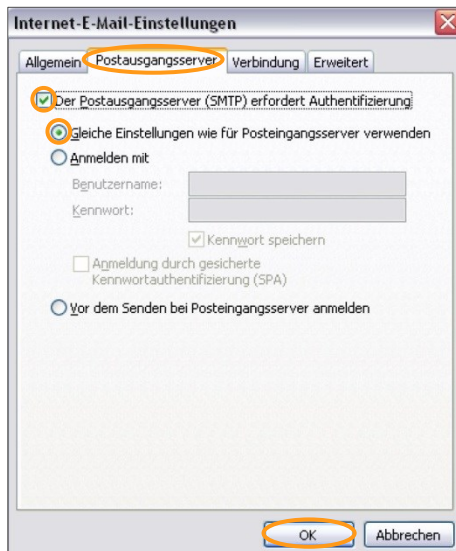 Internet-E-Mail-Einstellungen
Allgemein Postausgangsserver Verbindung Erweitert
Der Postausgangsserver (SMTP) erfordert Authentifizierung
Gleiche Einstellungen wie für Posteingangsserver verwenden
Anmelden mit
Benutzername:
Kennwort:
Kennwort speichern
Anmeldung durch gesicherte
Kennwortauthentifizierung (SPA)
Vor dem Senden bei Posteingangsserver anmelden
OK Abbrechen